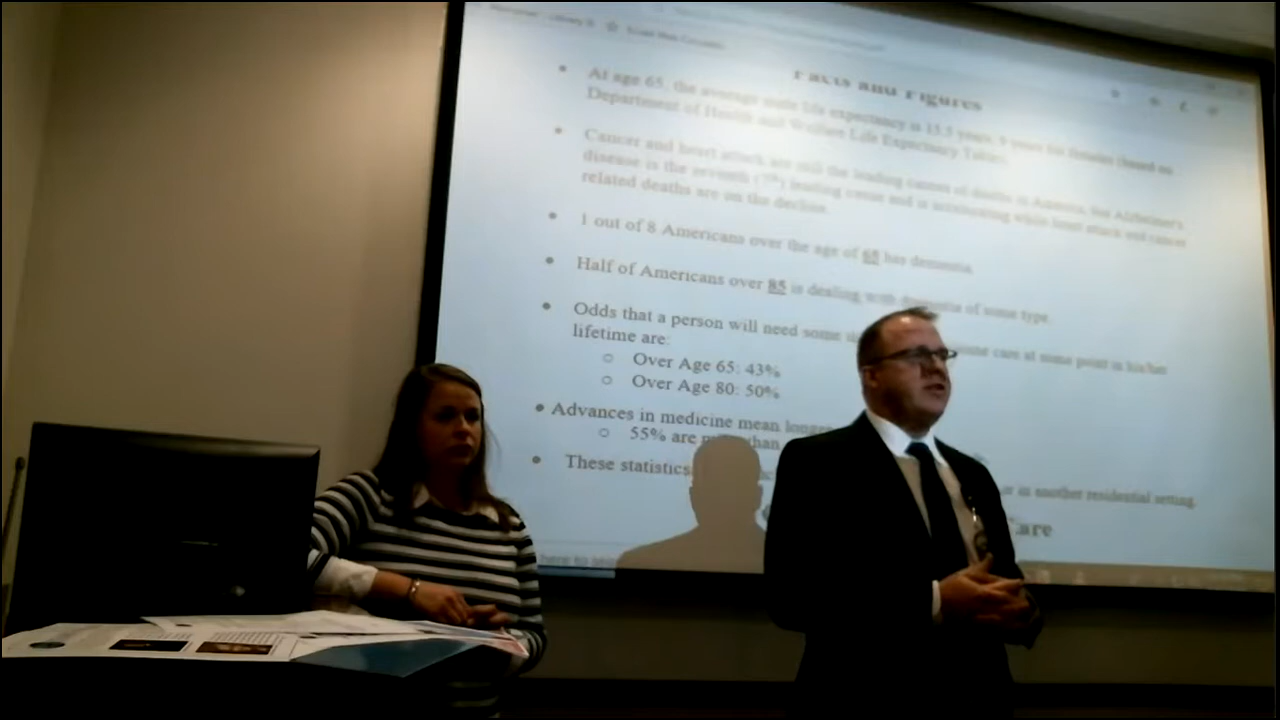 Facts and Figures
At age 65, the average male life expectancy is 15.5 years, 9 years for females (based on
Department of Health and Welfare Life Expectancy Tables
Cancer and heart attack are still the leading causes of deaths in America, but Alzheimer's
disease is the seventh leading cause and is accelerating while heart attack and cancer
related deaths are on the decline.
1 out of 8 Americans over the age of 65 has dementia.
Half of Americans over 85 is dealing with dementia of some type.
Odds that a person will need some care at some point in his/her
lifetime are:
Over Age 65: 43%
Over Age 80: 50%
Advances in medicine mean longer
55% are more than
These statistics or in another residential setting.
Care
here to